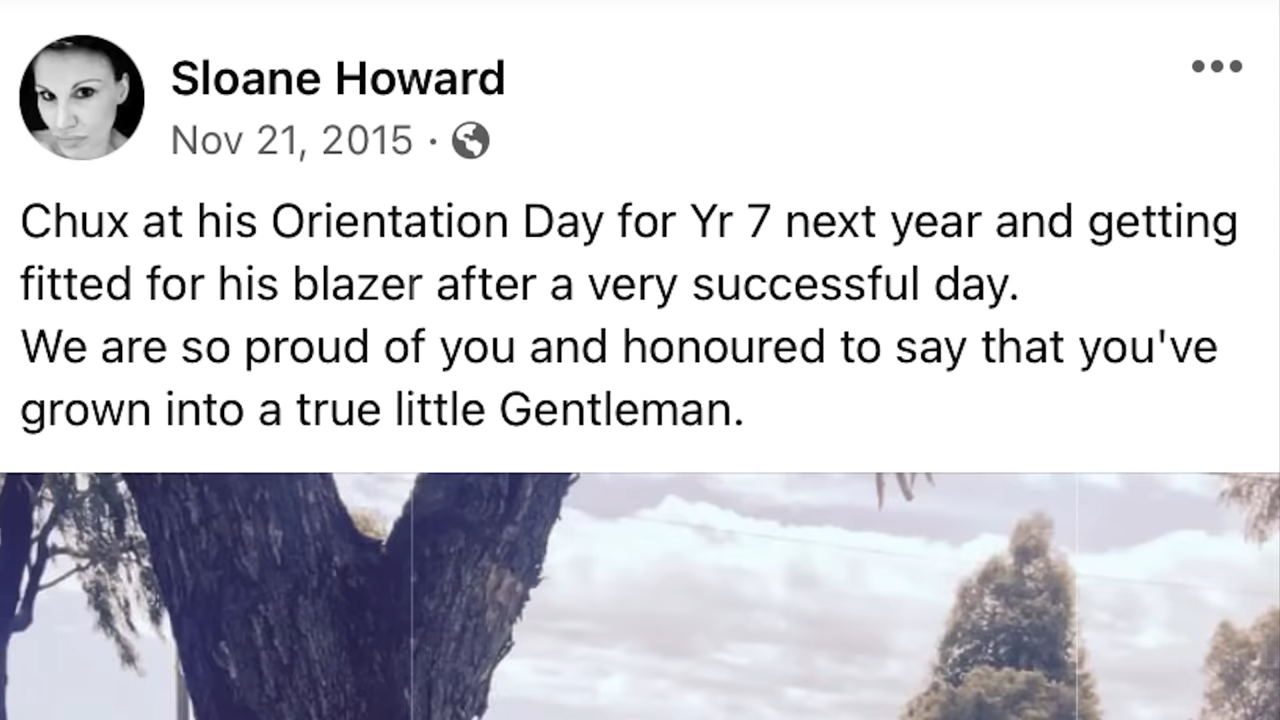 Sloane Howard
Nov 21, 2015 ·
Chux at his Orientation Day for Yr 7 next year and getting
fitted for his blazer after a very successful day.
We are so proud of you and honoured to say that you've
grown into a true little Gentleman.